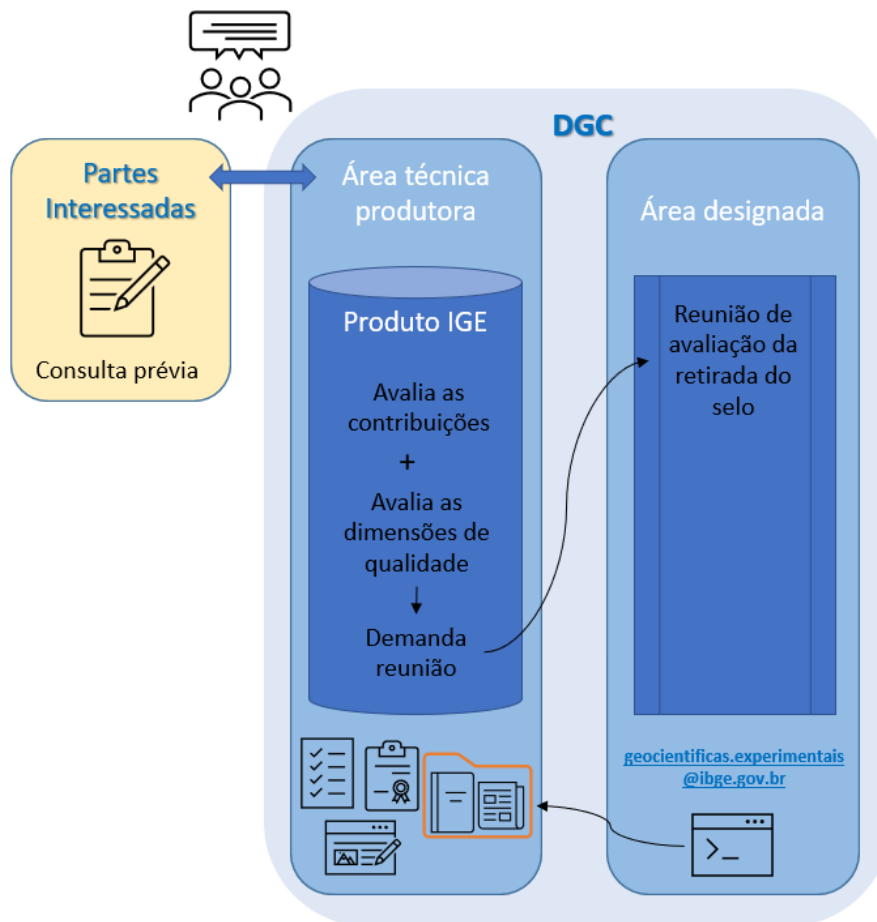 DGC
Partes
Interessadas
Consulta prévia
Área técnica
produtora
Produto IGE
Avalia as
contribuições
+
Avalia as
dimensões de
qualidade
Demanda
reunião
Área designada
Reunião de
avaliação da
retirada do
selo
geocientificas.experimentais
@ibge.gov.br